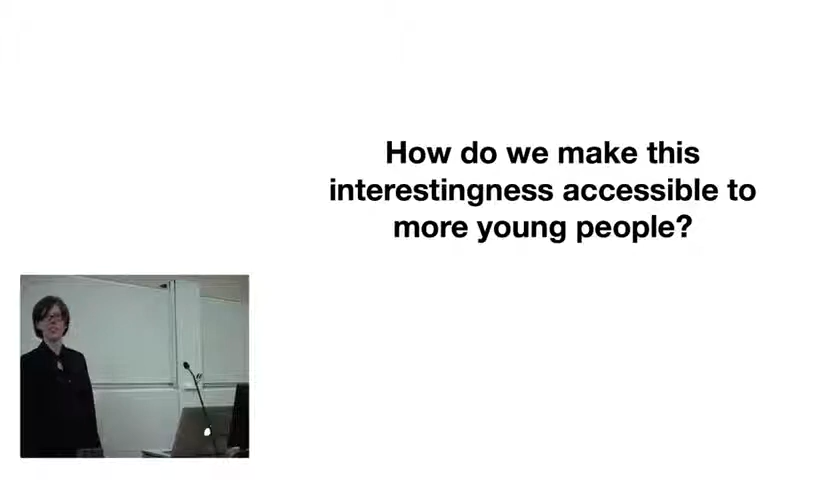 How do we make this
interestingness accessible to
more young people?